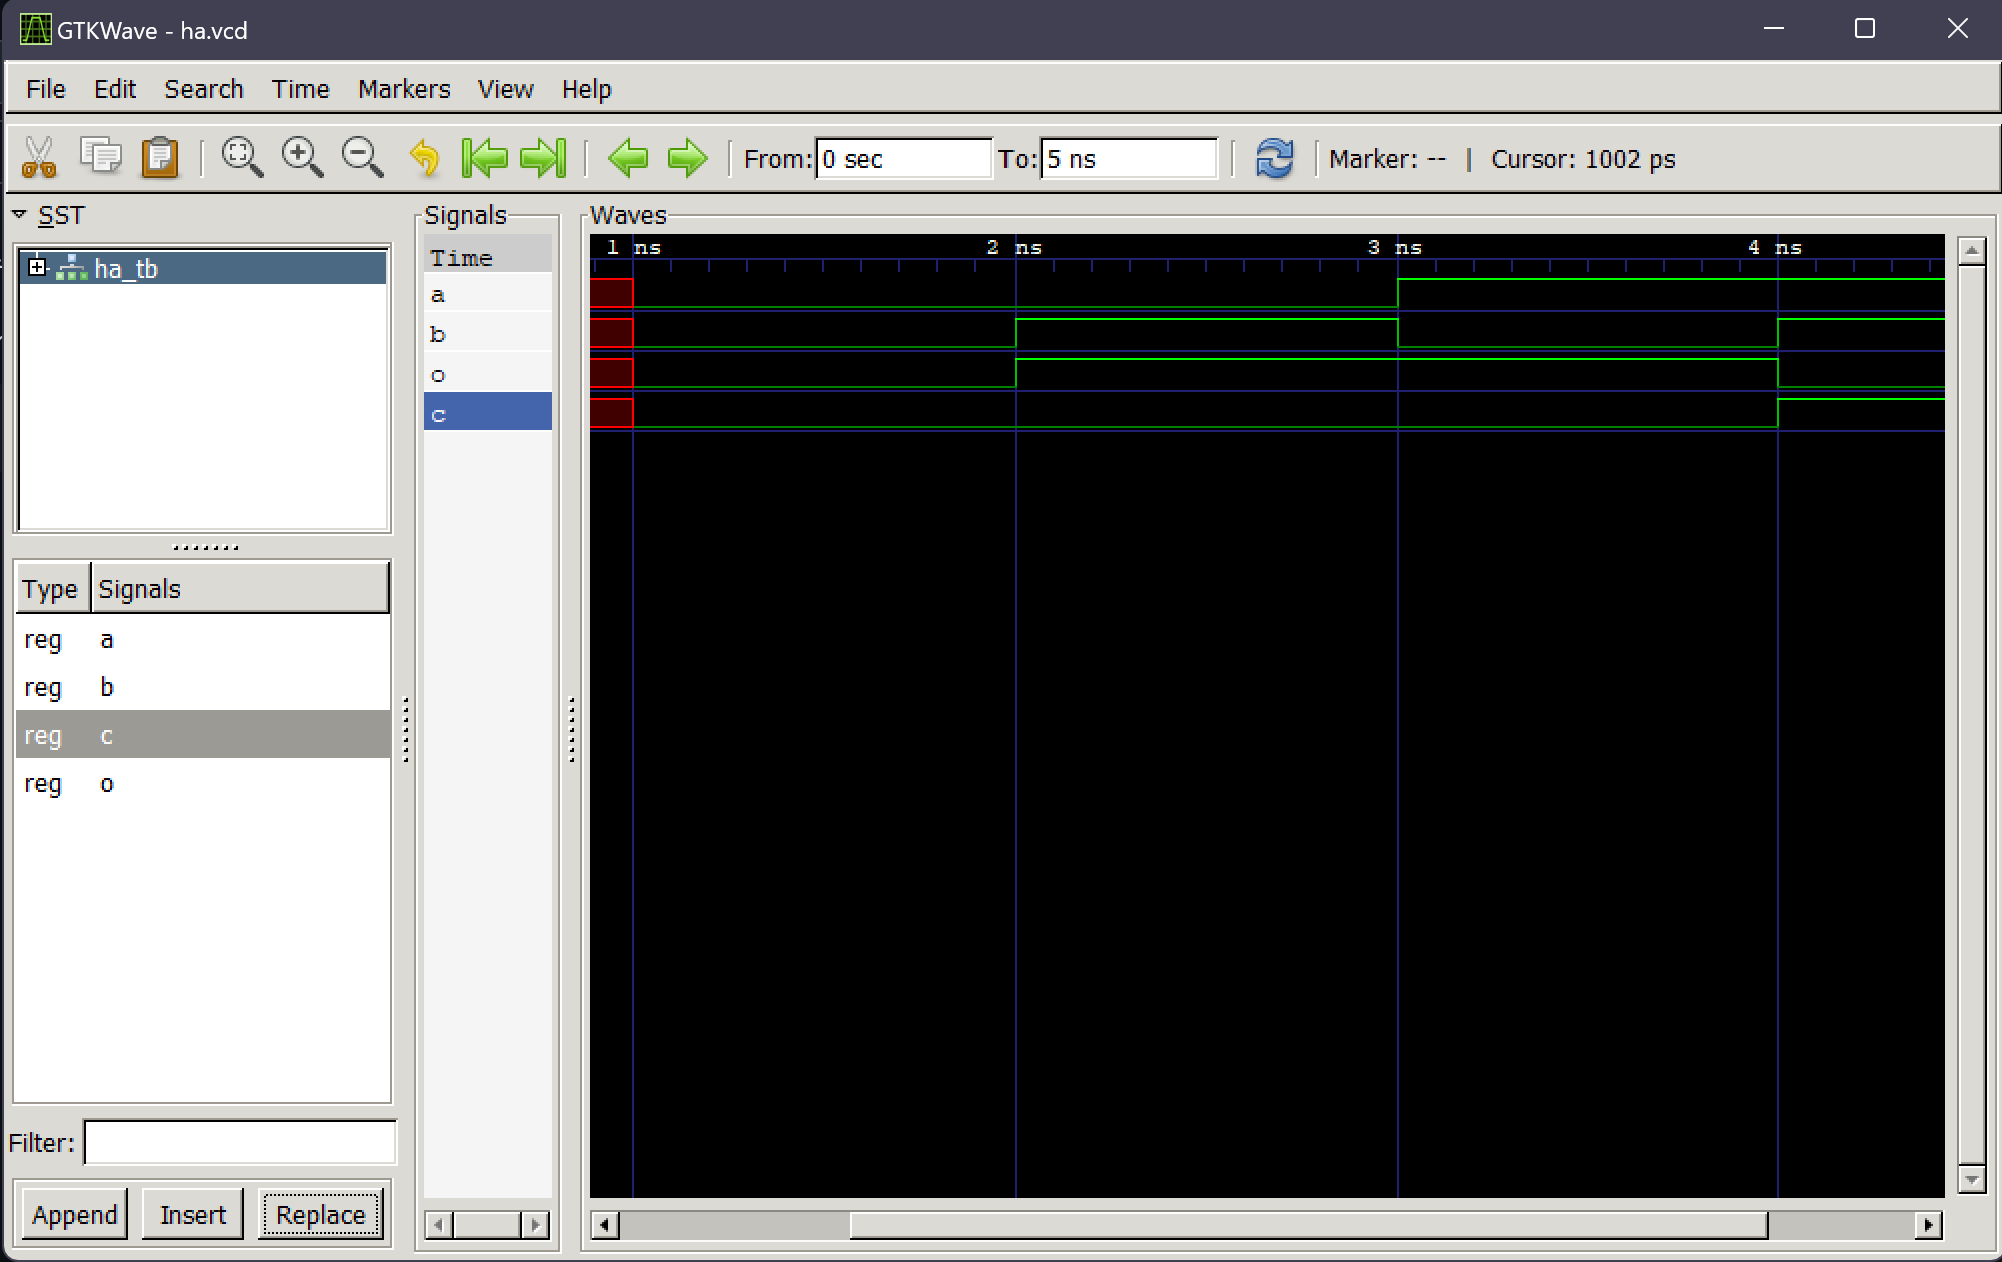 GTKWave - ha.vcd
File Edit Search Time Markers View Help
From: 0 sec To: 5 ns Marker: -- | Cursor: 1002 ps
SST
ha_tb
Type Signals
reg a
reg b
reg c
reg o
Filter:
Append Insert Replace
Signals
Time
a
b
o
c
Waves
1 ns 2 ns 3 ns 4 ns